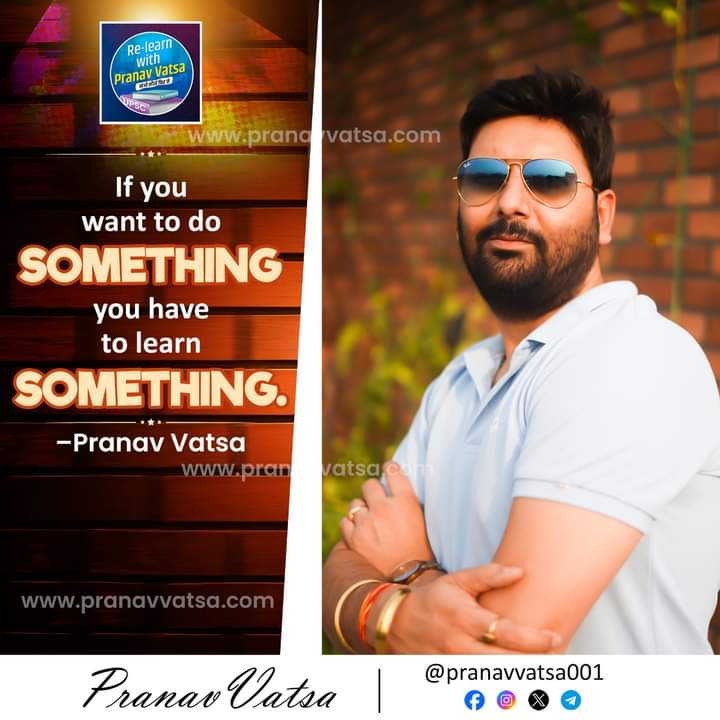 Re-learn
with
Pranav Vatsa
UPSC
www.pranavvatsa.com
If you
want to do
SOMETHING
you have
to learn
SOMETHING.
–Pranav Vatsa
www.pranavvatsa.com
www.pranavvatsa.com
Pranav Vatsa
@pranavvatsa001